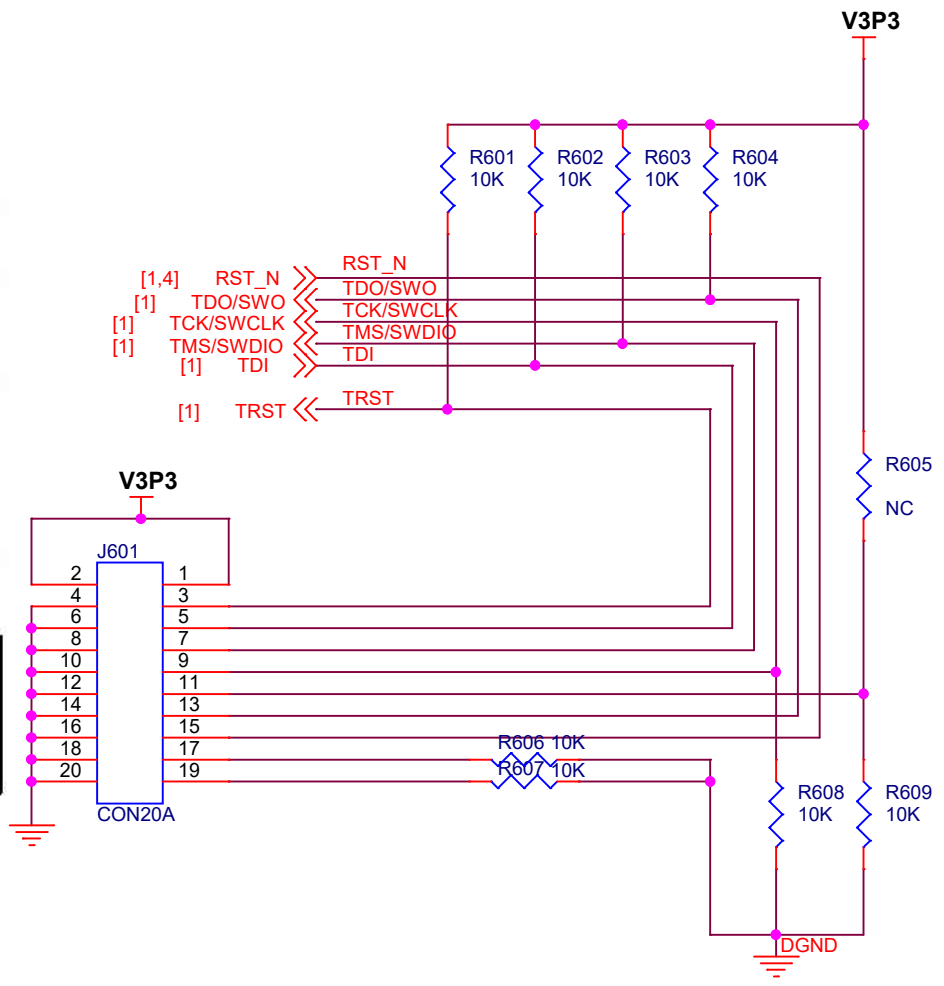 V3P3
R601 R602 R603 R604
10K 10K 10K 10K
[1,4] RST_N RST_N
[1] TDO/SWO TDO/SWO
[1] TCK/SWCLK TCK/SWCLK
[1] TMS/SWDIO TMS/SWDIO
[1] TDI TDI
[1] TRST TRST
R605
NC
V3P3
J601
2 1
4 3
6 5
8 7
10 9
12 11
14 13
16 15
18 17
20 19
CON20A
R606 10K
R607 10K
R608 R609
10K 10K
DGND